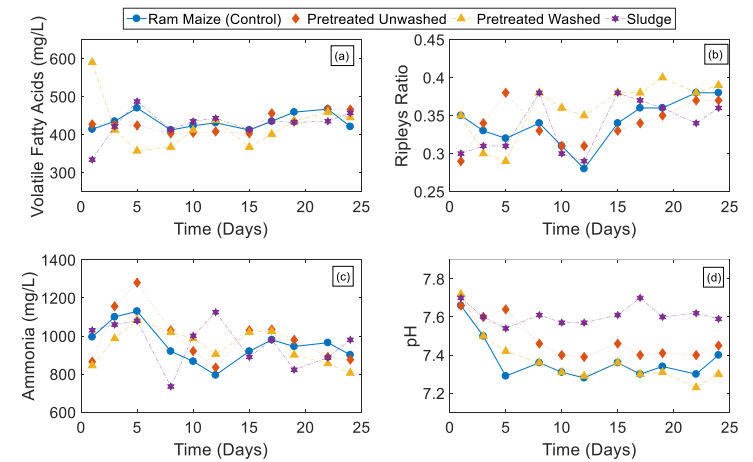 Ram Maize (Control) Pretreated Unwashed Pretreated Washed Sludge
Volatile Fatty Acids (mg/L)
600
500
400
300
(a)
0 5 10 15 20 25
Time (Days)
Ripleys Ratio
0.45
0.4
0.35
0.3
0.25
(b)
0 5 10 15 20 25
Time (Days)
Ammonia (mg/L)
1400
1200
1000
800
600
(c)
0 5 10 15 20 25
Time (Days)
pH
7.8
7.6
7.4
7.2
(d)
0 5 10 15 20 25
Time (Days)